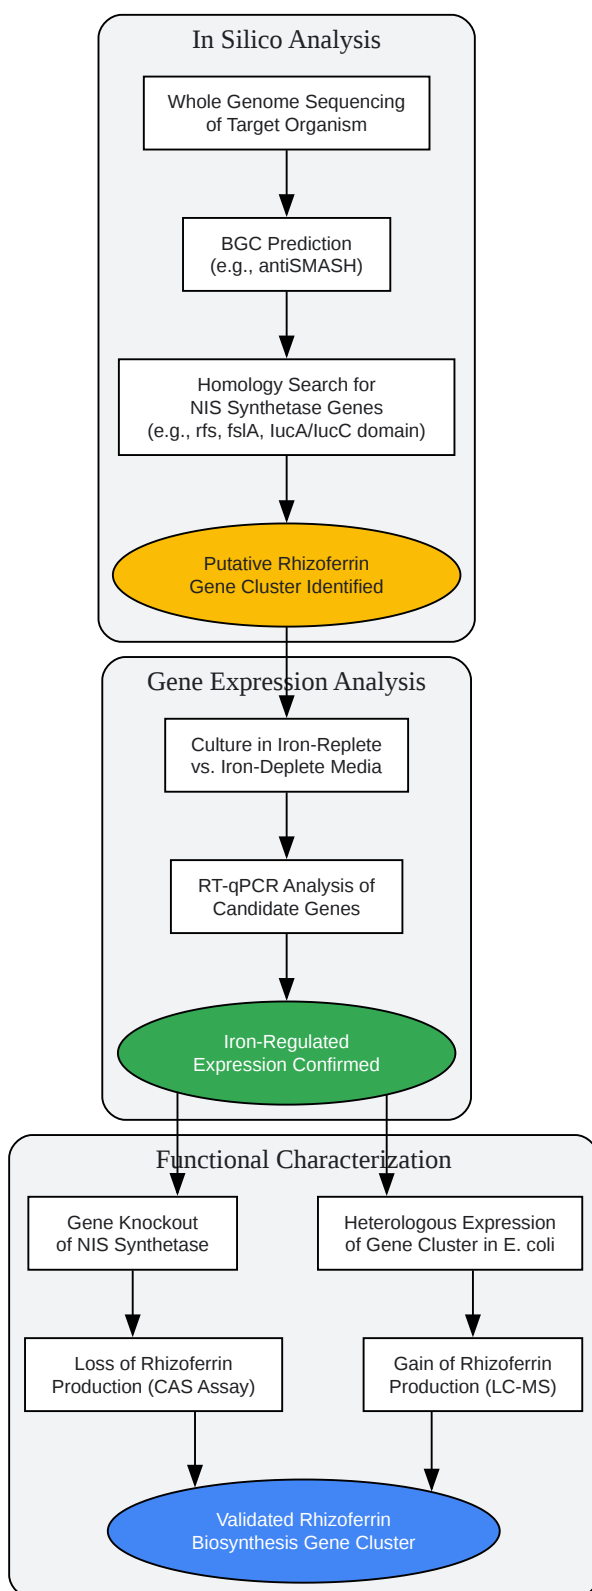 In Silico Analysis
Whole Genome Sequencing
of Target Organism
BGC Prediction
(e.g., antiSMASH)
Homology Search for
NIS Synthetase Genes
(e.g., rfs, fslA, IucA/IucC domain)
Putative Rhizoferrin
Gene Cluster Identified
Gene Expression Analysis
Culture in Iron-Replete
vs. Iron-Deplete Media
RT-qPCR Analysis of
Candidate Genes
Iron-Regulated
Expression Confirmed
Functional Characterization
Gene Knockout
of NIS Synthetase
Heterologous Expression
of Gene Cluster in E. coli
Loss of Rhizoferrin
Production (CAS Assay)
Gain of Rhizoferrin
Production (LC-MS)
Validated Rhizoferrin
Biosynthesis Gene Cluster